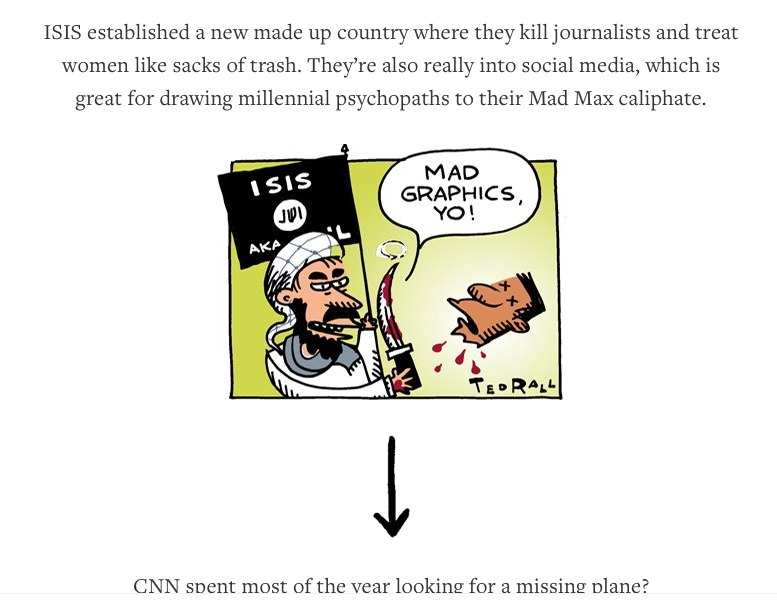 ISIS established a new made up country where they kill journalists and treat
women like sacks of trash. They’re also really into social media, which is
great for drawing millennial psychopaths to their Mad Max caliphate.
ISIS
AKA 'L
MAD
GRAPHICS,
YO!
TED RALL
CNN spent most of the year looking for a missing plane?